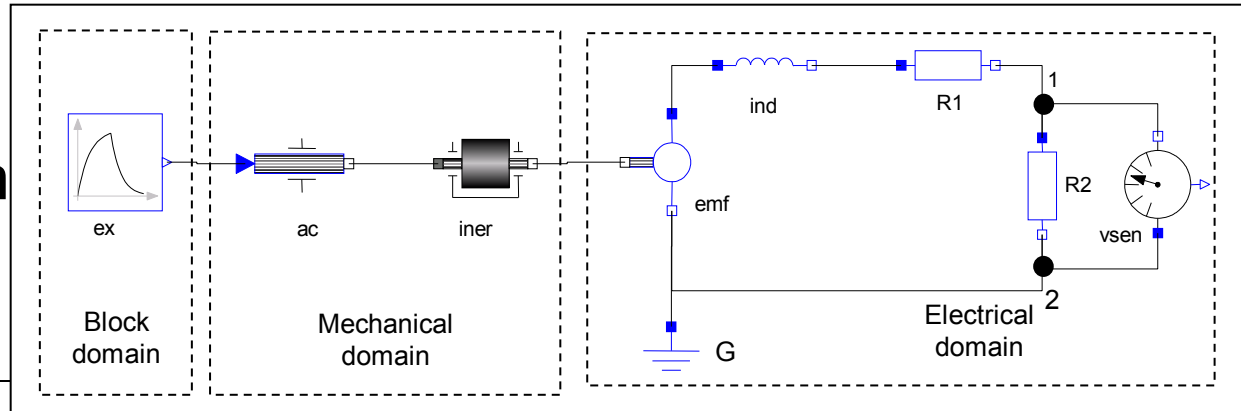 ex
Block
domain
ac
iner
Mechanical
domain
ind
R1
1
emf
R2
vsen
2
G
Electrical
domain